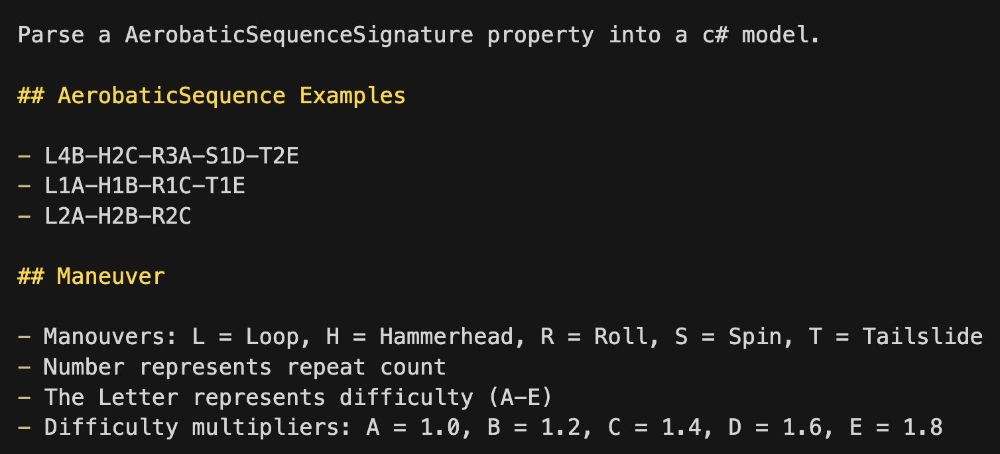 Parse a AerobaticSequenceSignature property into a c# model.
## AerobaticSequence Examples
- L4B-H2C-R3A-S1D-T2E
- L1A-H1B-R1C-T1E
- L2A-H2B-R2C
## Maneuver
- Manouvers: L = Loop, H = Hammerhead, R = Roll, S = Spin, T = Tailslide
- Number represents repeat count
- The Letter represents difficulty (A-E)
- Difficulty multipliers: A = 1.0, B = 1.2, C = 1.4, D = 1.6, E = 1.8